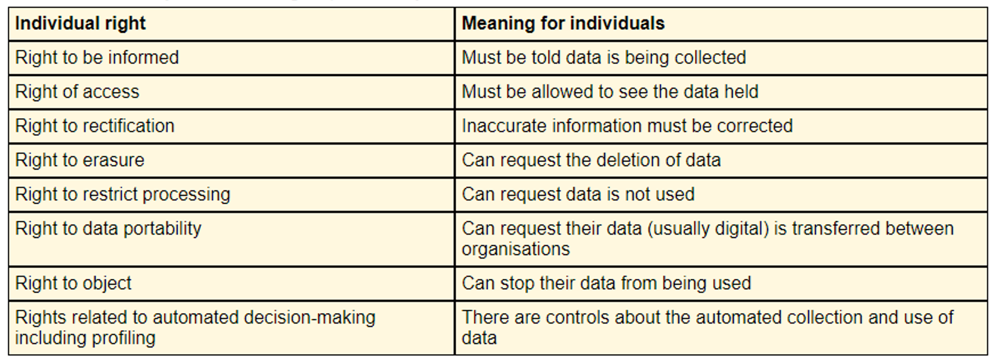 Individual right
Meaning for individuals
Right to be informed
Must be told data is being collected
Right of access
Must be allowed to see the data held
Right to rectification
Inaccurate information must be corrected
Right to erasure
Can request the deletion of data
Right to restrict processing
Can request data is not used
Right to data portability
Can request their data (usually digital) is transferred between
organisations
Right to object
Can stop their data from being used
Rights related to automated decision-making
including profiling
There are controls about the automated collection and use of
data